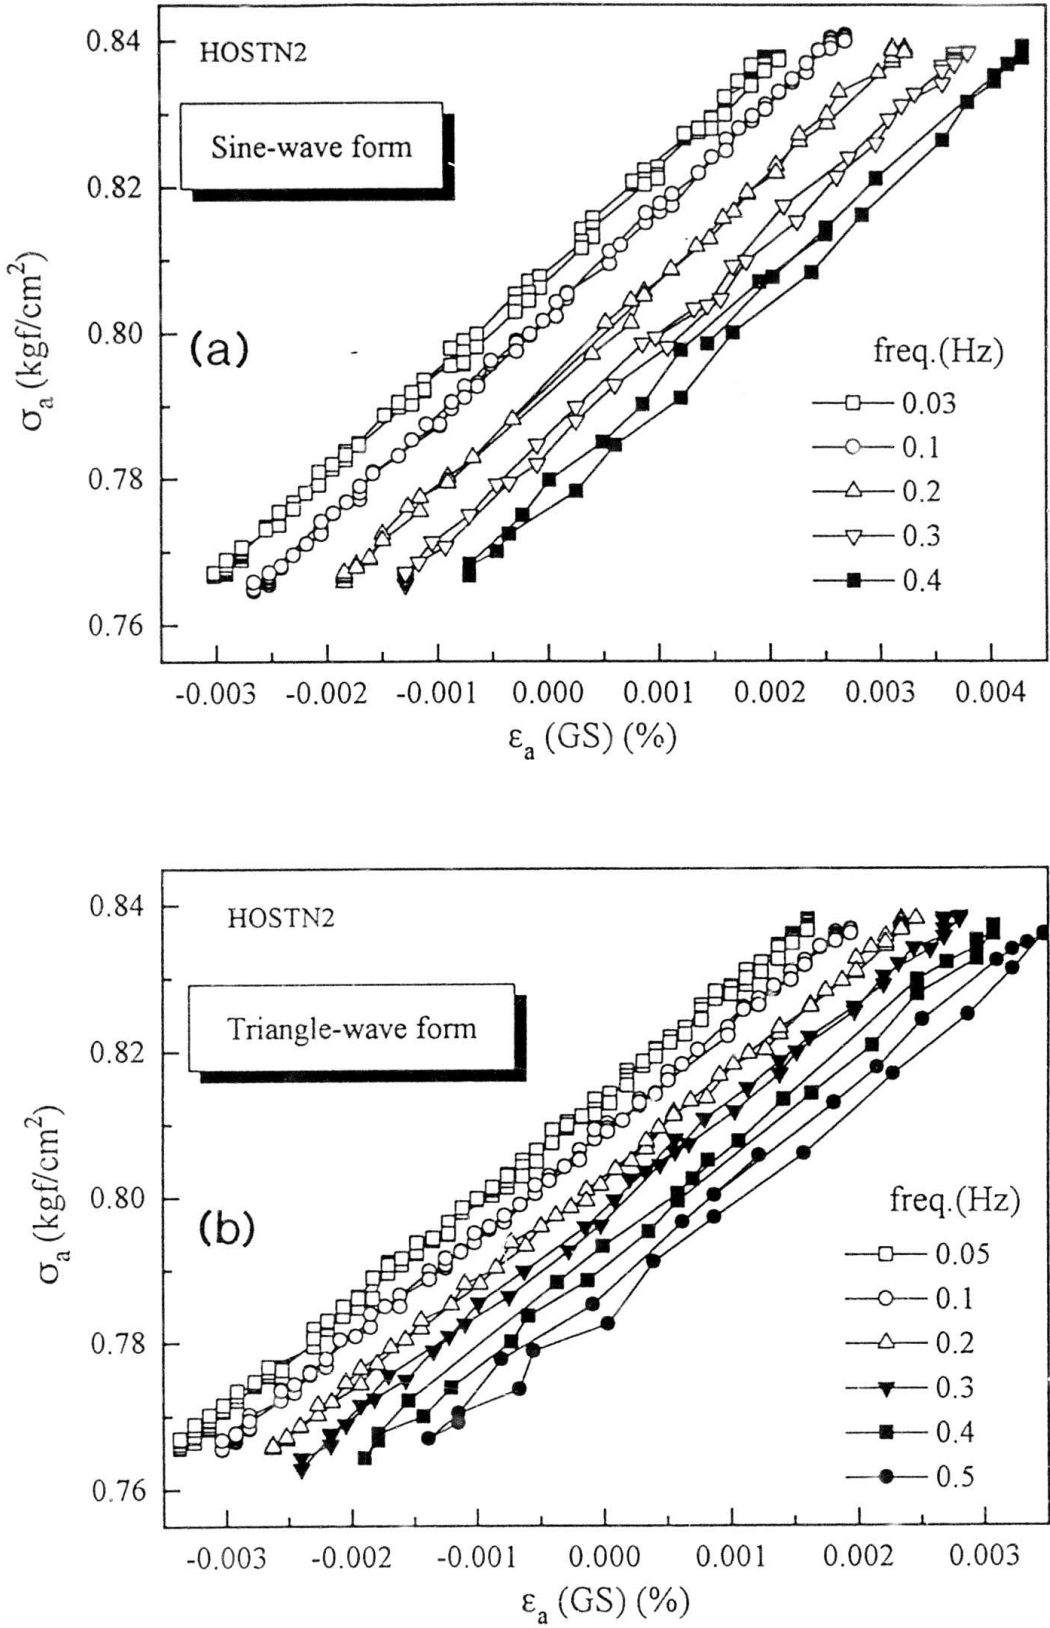 HOSTN2
Sine-wave form
(a)
σa (kgf/cm²)
0.84
0.82
0.80
0.78
0.76
freq.(Hz)
0.03
0.1
0.2
0.3
0.4
-0.003 -0.002 -0.001 0.000 0.001 0.002 0.003 0.004
εa (GS) (%)
HOSTN2
Triangle-wave form
(b)
σa (kgf/cm²)
0.84
0.82
0.80
0.78
0.76
freq.(Hz)
0.05
0.1
0.2
0.3
0.4
0.5
-0.003 -0.002 -0.001 0.000 0.001 0.002 0.003
εa (GS) (%)